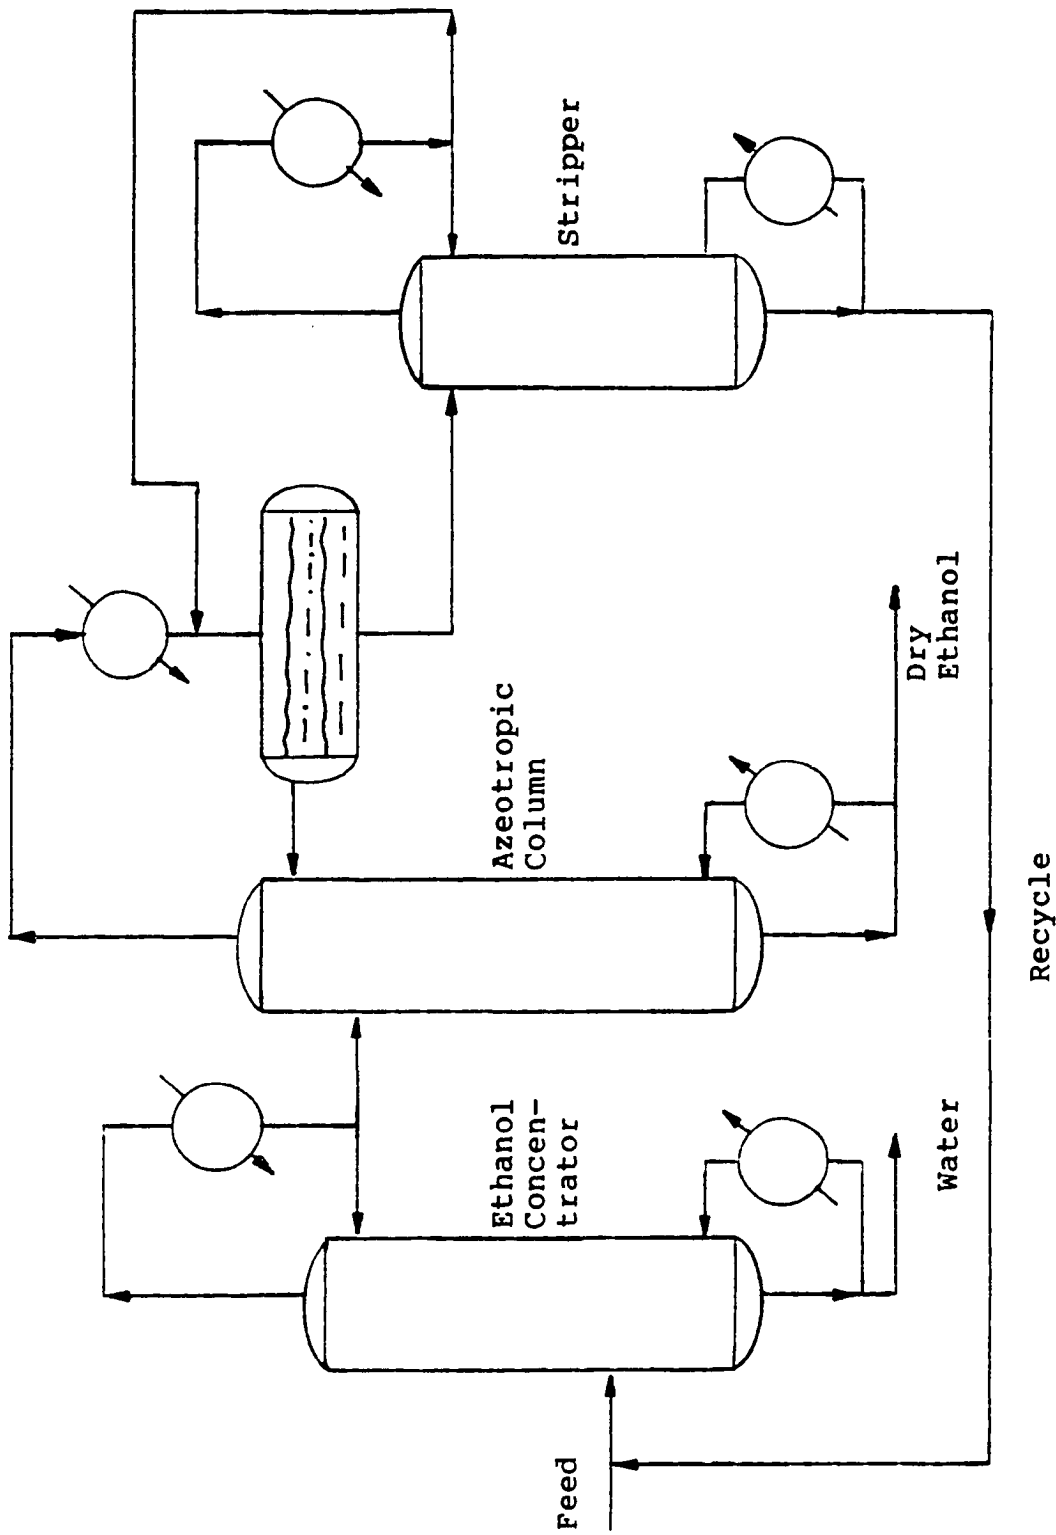 Feed
Ethanol
Concen-
trator
Water
Azeotropic
Column
Dry
Ethanol
Stripper
Recycle